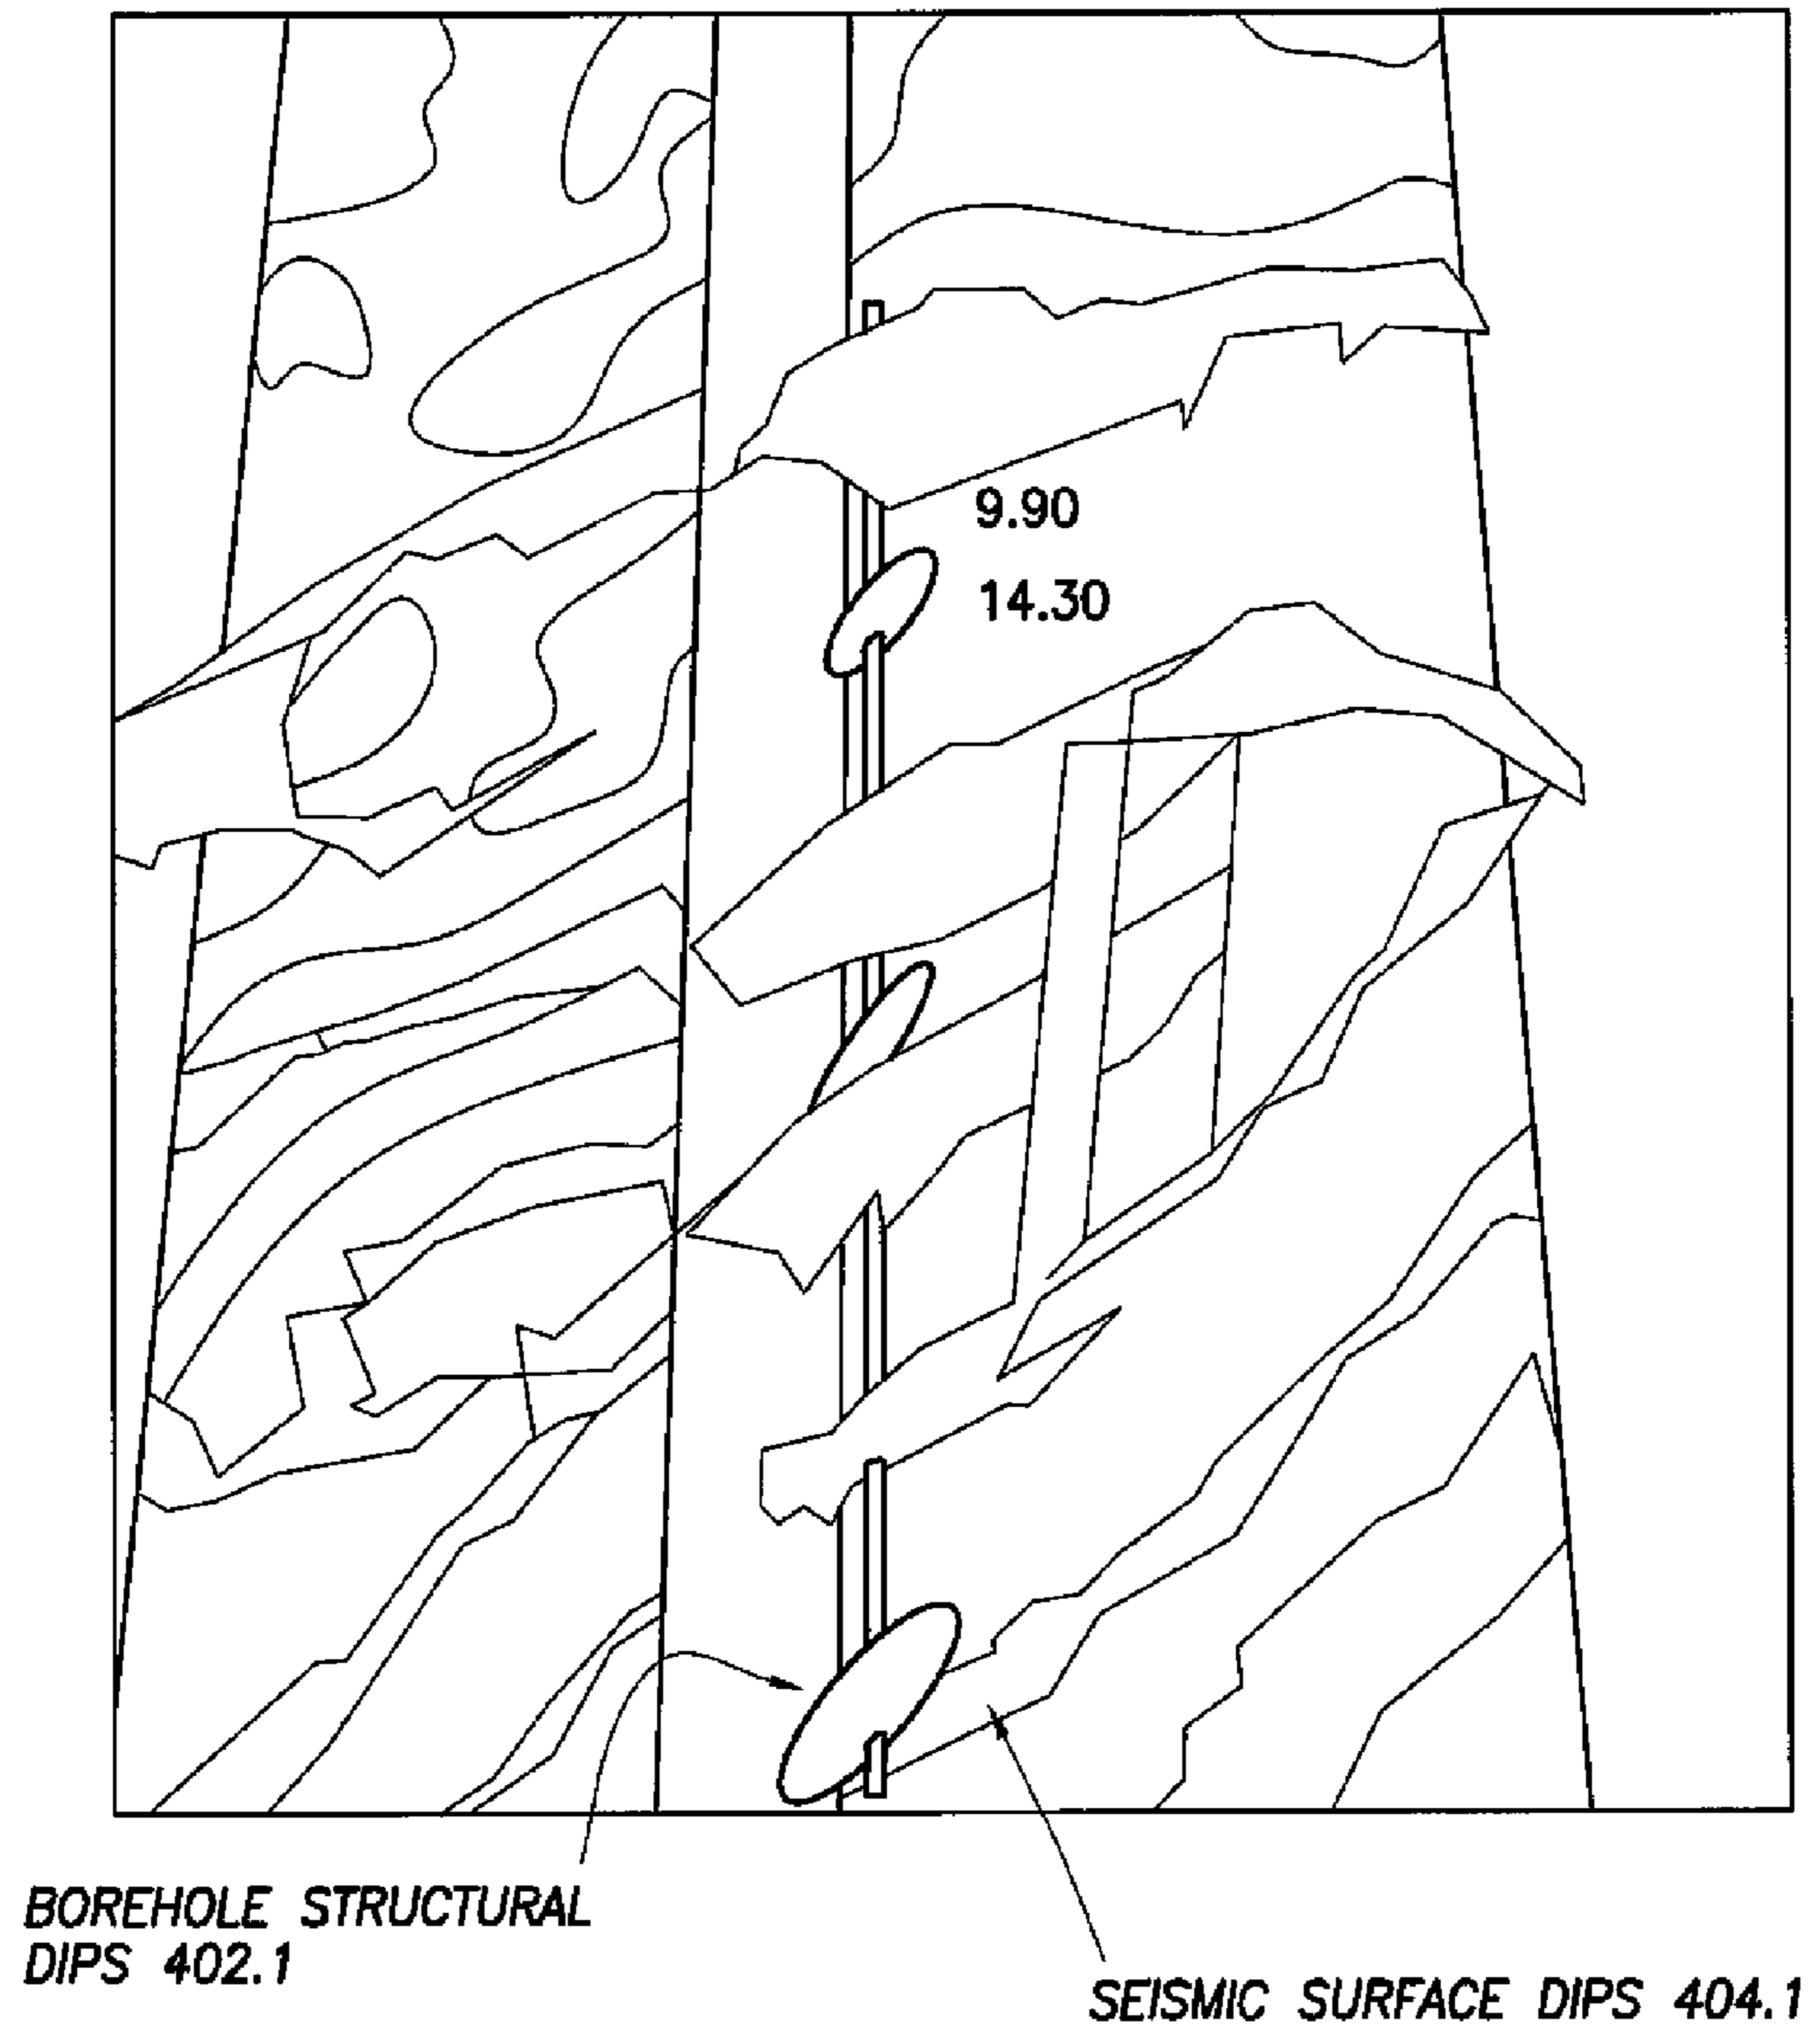 9.90
14.30
BOREHOLE STRUCTURAL
DIPS 402.1
SEISMIC SURFACE DIPS 404.1